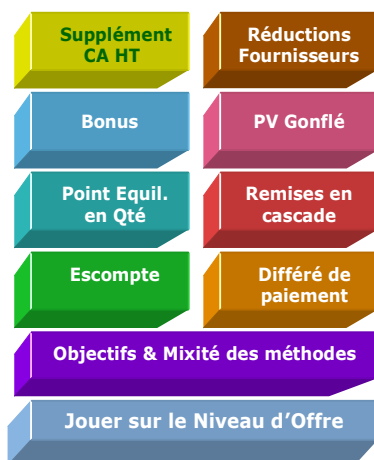 Supplément
CA HT
Réductions
Fournisseurs
Bonus
PV Gonflé
Point Equil.
en Qté
Remises en
cascade
Escompte
Différé de
paiement
Objectifs & Mixité des méthodes
Jouer sur le Niveau d'Offre